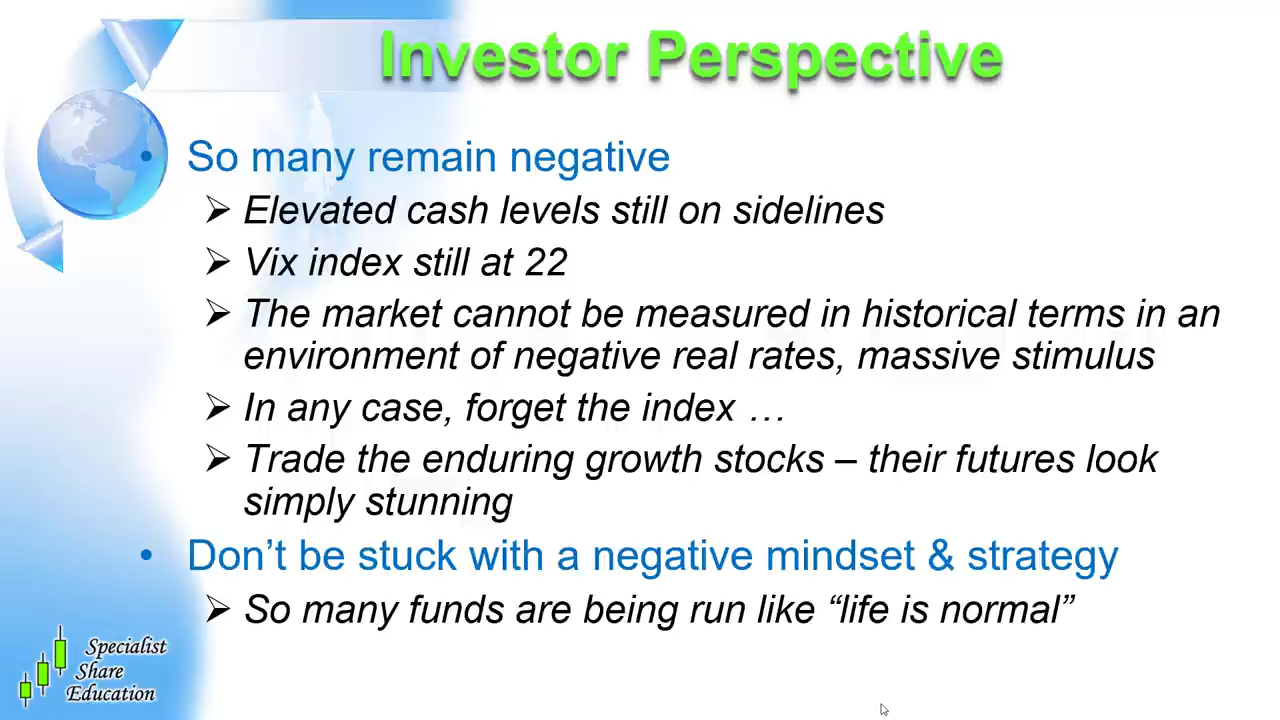 Investor Perspective
• So many remain negative
➢ Elevated cash levels still on sidelines
➢ Vix index still at 22
➢ The market cannot be measured in historical terms in an
environment of negative real rates, massive stimulus
➢ In any case, forget the index …
➢ Trade the enduring growth stocks – their futures look
simply stunning
• Don’t be stuck with a negative mindset & strategy
➢ So many funds are being run like “life is normal”
Specialist
Share
Education